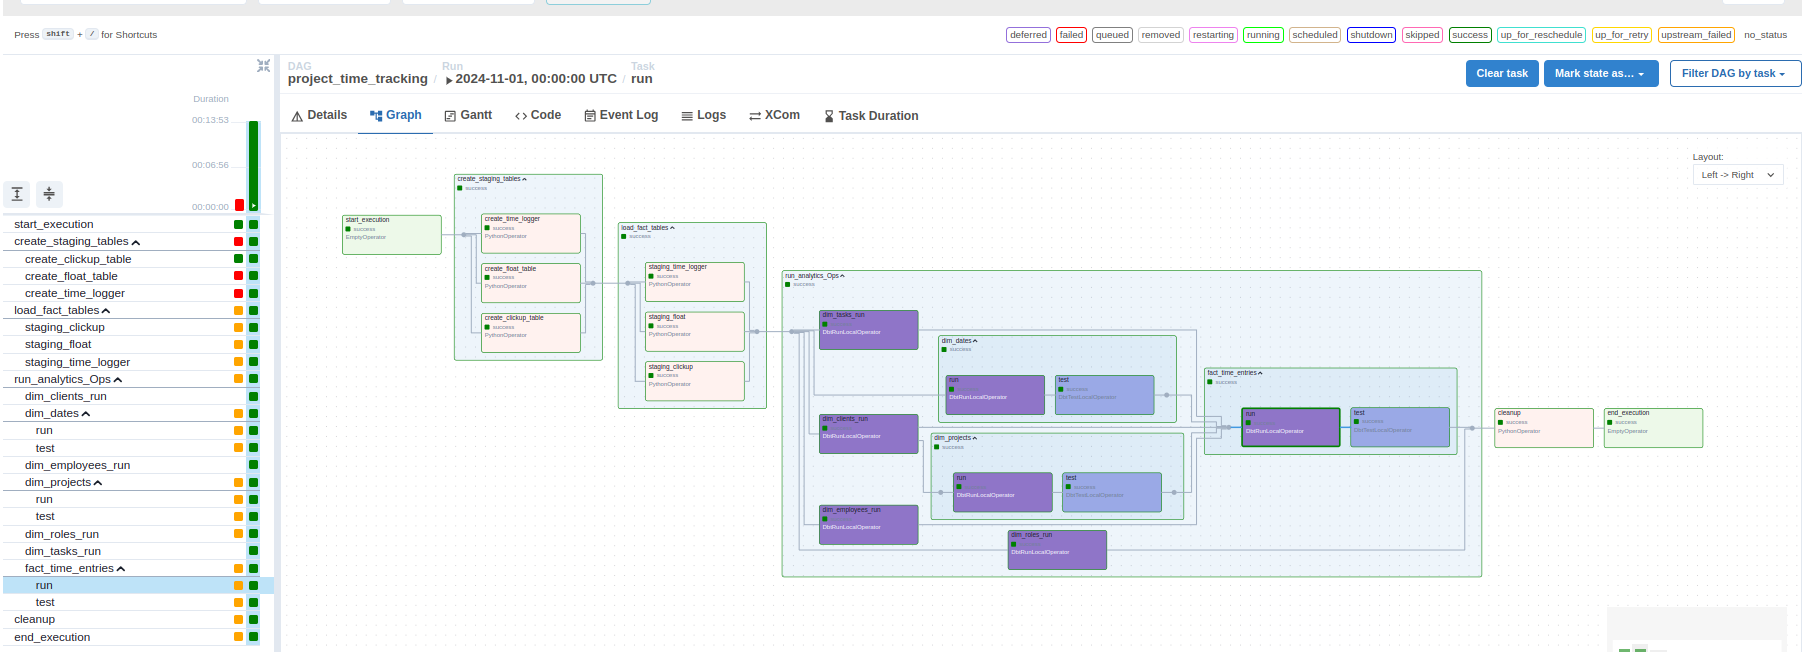 Press shift + / for Shortcuts
deferred failed queued removed restarting running scheduled shutdown skipped success up_for_reschedule up_for_retry upstream_failed no_status
DAG
project_time_tracking
/
Run
2024-11-01, 00:00:00 UTC
/
Task
run
Clear task
Mark state as...
Filter DAG by task
Details
Graph
Gantt
Code
Event Log
Logs
XCom
Task Duration
Duration
00:13:53
00:06:56
00:00:00
start_execution
create_staging_tables
create_clickup_table
create_float_table
create_time_logger
load_fact_tables
staging_clickup
staging_float
staging_time_logger
run_analytics_Ops
dim_clients_run
dim_dates
run
test
dim_employees_run
dim_projects
run
test
dim_roles_run
dim_tasks_run
fact_time_entries
run
test
cleanup
end_execution
Layout:
Left -> Right
start_execution
success
EmptyOperator
create_staging_tables
success
create_time_logger
success
PythonOperator
create_float_table
success
PythonOperator
create_clickup_table
success
PythonOperator
load_fact_tables
success
staging_time_logger
success
PythonOperator
staging_float
success
PythonOperator
staging_clickup
success
PythonOperator
run_analytics_Ops
success
dim_tasks_run
DbtRunLocalOperator
dim_clients_run
DbtRunLocalOperator
dim_employees_run
DbtRunLocalOperator
dim_dates
success
run
DbtRunLocalOperator
test
success
DbtTestLocalOperator
dim_projects
success
run
DbtRunLocalOperator
test
success
DbtTestLocalOperator
dim_roles_run
DbtRunLocalOperator
fact_time_entries
success
run
DbtRunLocalOperator
test
success
DbtTestLocalOperator
cleanup
success
PythonOperator
end_execution
success
EmptyOperator